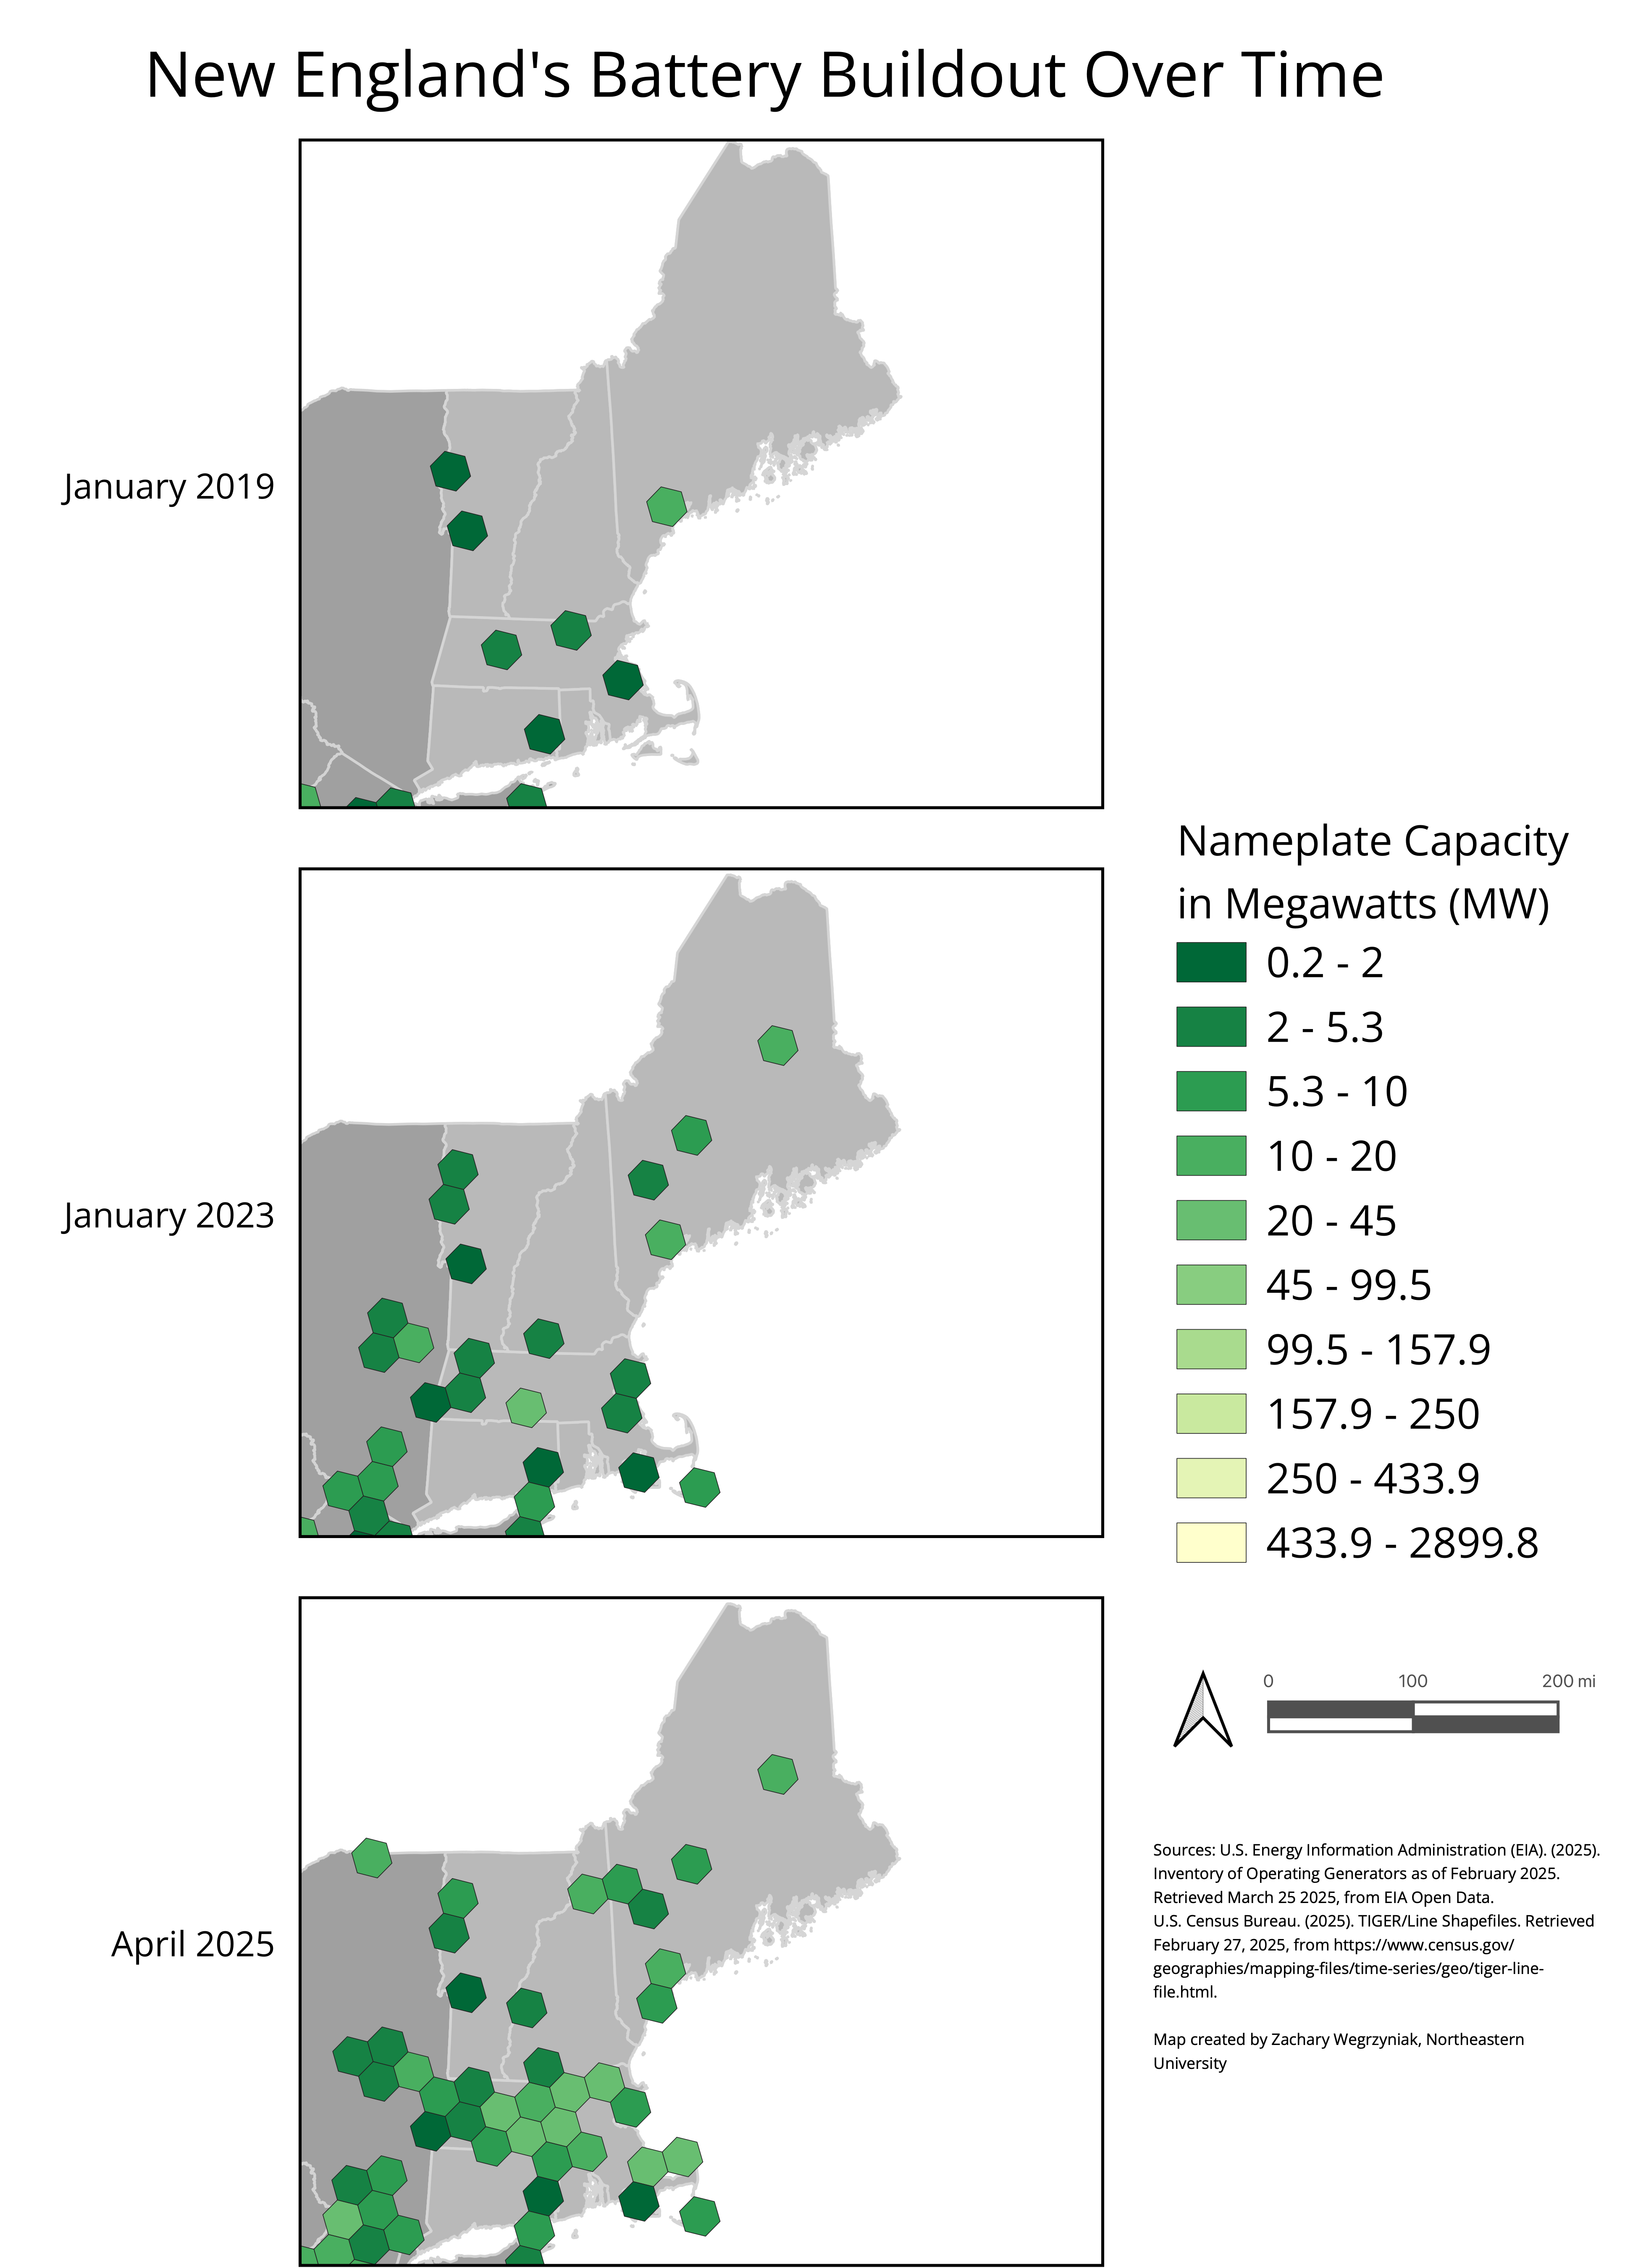 New England's Battery Buildout Over Time
January 2019
January 2023
April 2025
Nameplate Capacity
in Megawatts (MW)
0.2 - 2
2 - 5.3
5.3 - 10
10 - 20
20 - 45
45 - 99.5
99.5 - 157.9
157.9 - 250
250 - 433.9
433.9 - 2899.8
0 100 200 mi
Sources: U.S. Energy Information Administration (EIA). (2025).
Inventory of Operating Generators as of February 2025.
Retrieved March 25 2025, from EIA Open Data.
U.S. Census Bureau. (2025). TIGER/Line Shapefiles. Retrieved
February 27, 2025, from https://www.census.gov/
geographies/mapping-files/time-series/geo/tiger-line-
file.html.
Map created by Zachary Wegrzyniak, Northeastern
University